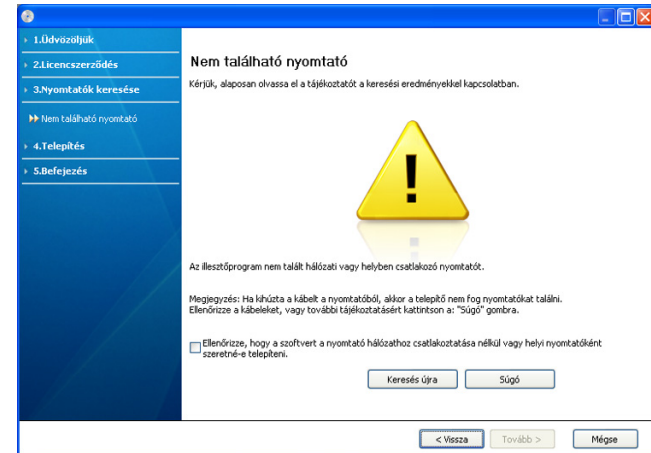 1.Üdvözöljük
2.Licencszerződés
3.Nyomtatók keresése
Nem található nyomtató
4.Telepítés
5.Befejezés
Nem található nyomtató
Kérjük, alaposan olvassa el a tájékoztatót a keresési eredményekkel kapcsolatban.
Az illesztőprogram nem talált hálózati vagy helyben csatlakozó nyomtatót.
Megjegyzés: Ha kihúzta a kábelt a nyomtatóból, akkor a telepítő nem fog nyomtatókat találni.
Ellenőrizze a kábeleket, vagy további tájékoztatásért kattintson a: "Súgó" gombra.
Ellenőrizze, hogy a szoftvert a nyomtató hálózathoz csatlakoztatása nélkül vagy helyi nyomtatóként
szeretné-e telepíteni.
Keresés újra
Súgó
< Vissza
Tovább >
Mégse